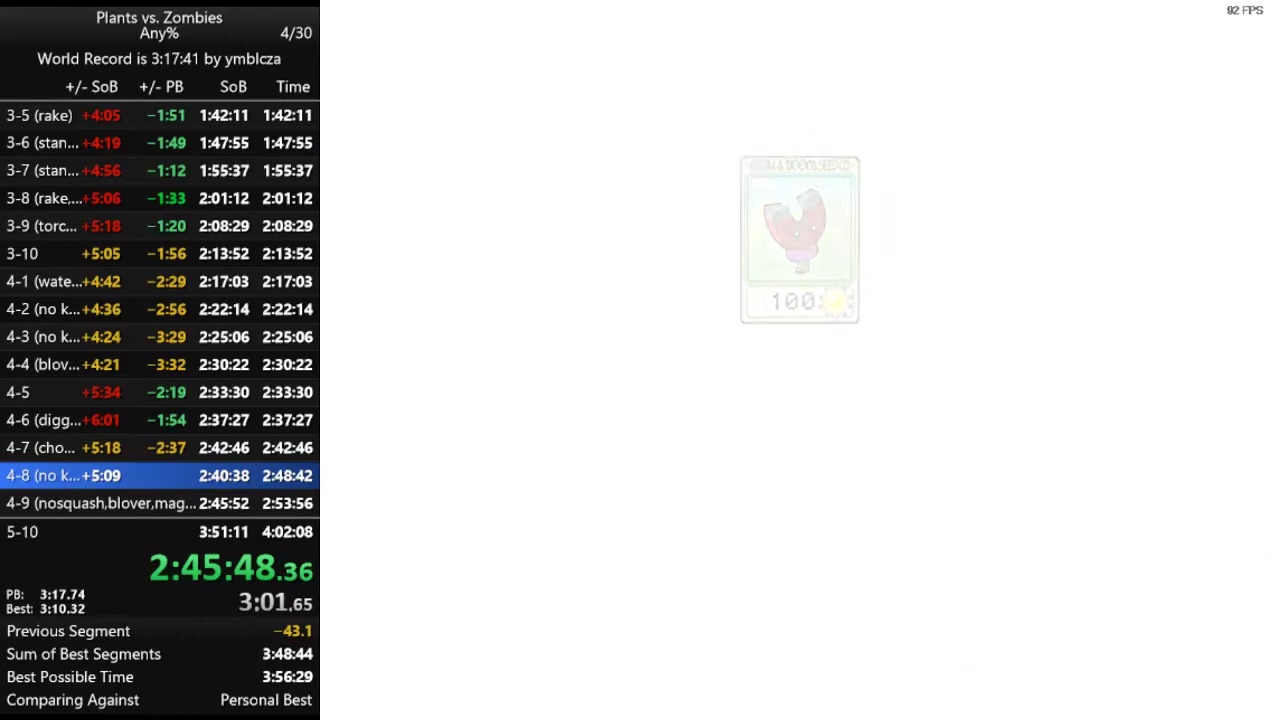 92 FPS
Plants vs. Zombies
Any%
4/30
World Record is 3:17:41 by ymblcza
+/- SoB +/- PB SoB Time
3-5 (rake) +4:05 −1:51 1:42:11 1:42:11
3-6 (stan... +4:19 −1:49 1:47:55 1:47:55
3-7 (stan... +4:56 −1:12 1:55:37 1:55:37
3-8 (rake,... +5:06 −1:33 2:01:12 2:01:12
3-9 (torc... +5:18 −1:20 2:08:29 2:08:29
3-10 +5:05 −1:56 2:13:52 2:13:52
4-1 (wate... +4:42 −2:29 2:17:03 2:17:03
4-2 (no k... +4:36 −2:56 2:22:14 2:22:14
4-3 (no k... +4:24 −3:29 2:25:06 2:25:06
4-4 (blov... +4:21 −3:32 2:30:22 2:30:22
4-5 +5:34 −2:19 2:33:30 2:33:30
4-6 (digg... +6:01 −1:54 2:37:27 2:37:27
4-7 (cho... +5:18 −2:37 2:42:46 2:42:46
4-8 (no k... +5:09 2:40:38 2:48:42
4-9 (nosquash,blover,mag... 2:45:52 2:53:56
5-10 3:51:11 4:02:08
2:45:48.36
PB: 3:17.74
Best: 3:10.32
3:01.65
Previous Segment −43.1
Sum of Best Segments 3:48:44
Best Possible Time 3:56:29
Comparing Against Personal Best
100